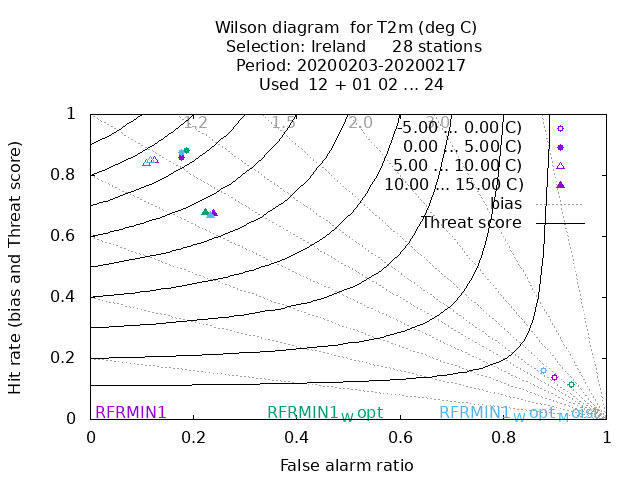 Wilson diagram for T2m (deg C)
Selection: Ireland 28 stations
Period: 20200203-20200217
Used 12 + 01 02 ... 24
Hit rate (bias and Threat score)
1
0.8
0.6
0.4
0.2
0
1.2
1.5
2.0
3.0
-5.00 ... 0.00 C)
0.00 ... 5.00 C)
5.00 ... 10.00 C)
10.00 ... 15.00 C)
bias
Threat score
RFRMIN1
RFRMIN1W opt
RFRMIN1W opt M oist
0
0.2
0.4
0.6
0.8
1
False alarm ratio